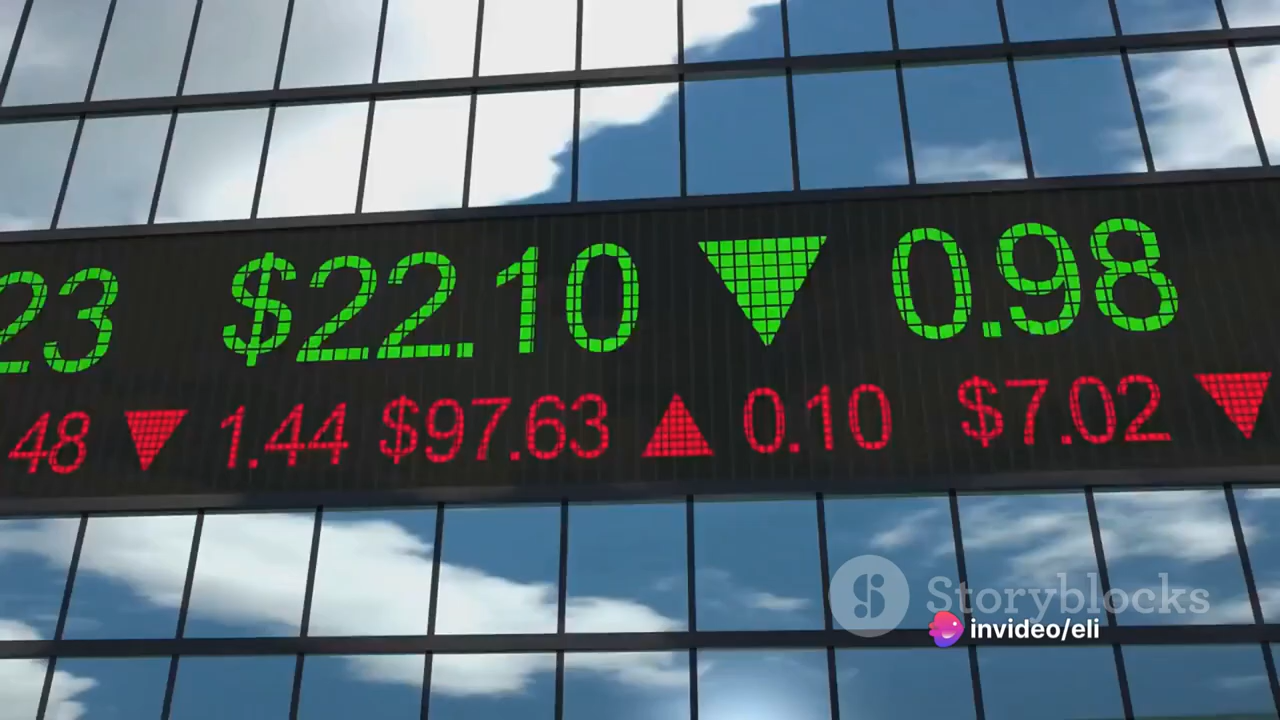 23 $22.10 ▼ 0.98
48 ▼ 1.44 $97.63 ▲ 0.10 $7.02 ▼
Storyblocks
invideo/eli